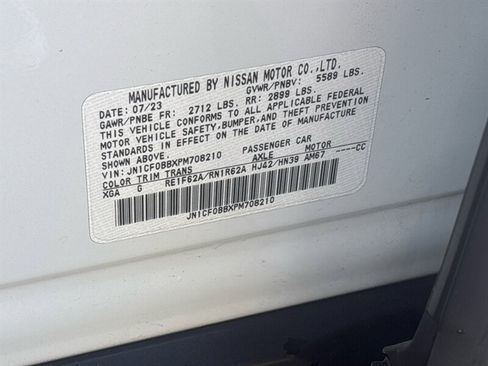 MANUFACTURED BY NISSAN MOTOR CO.,LTD.
DATE: 07/23 GVWR/PNBV: 5589 LBS.
GAWR/PNBE FR: 2712 LBS. RR: 2899 LBS.
THIS VEHICLE CONFORMS TO ALL APPLICABLE FEDERAL
MOTOR VEHICLE SAFETY,BUMPER,AND THEFT PREVENTION
STANDARDS IN EFFECT ON THE DATE OF MANUFACTURE
SHOWN ABOVE.
VIN:JN1CF0BBXPM708210 PASSENGER CAR
COLOR TRIM TRANS AXLE MOTOR ----CC
XGA G RE1F62A/RN1R62A HJ42/HN39 AM67
JN1CF0BBXPM708210